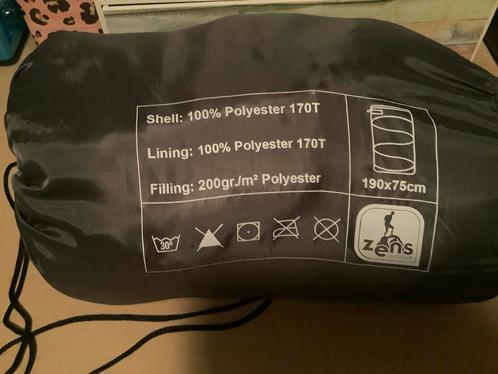 Shell: 100% Polyester 170T
Lining: 100% Polyester 170T
Filling: 200gr./m² Polyester
190x75cm
30°
zens